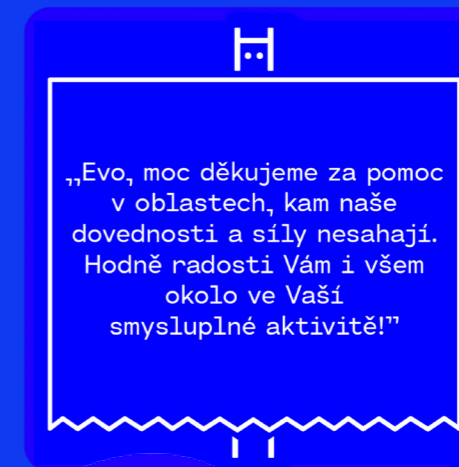 „Evo, moc děkujeme za pomoc
v oblastech, kam naše
dovednosti a síly nesahají.
Hodně radosti Vám i všem
okolo ve Vaší
smysluplné aktivitě!”